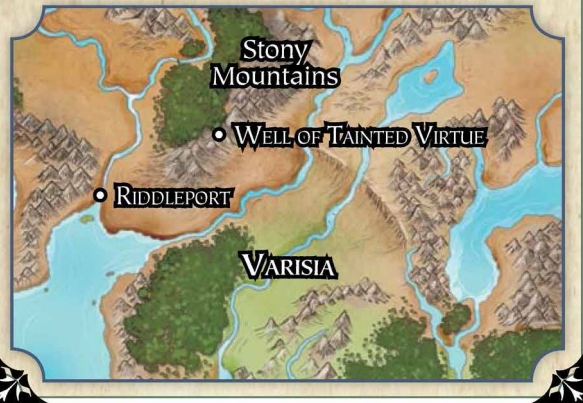 Stony
Mountains
Well of Tainted Virtue
Riddleport
Varisia